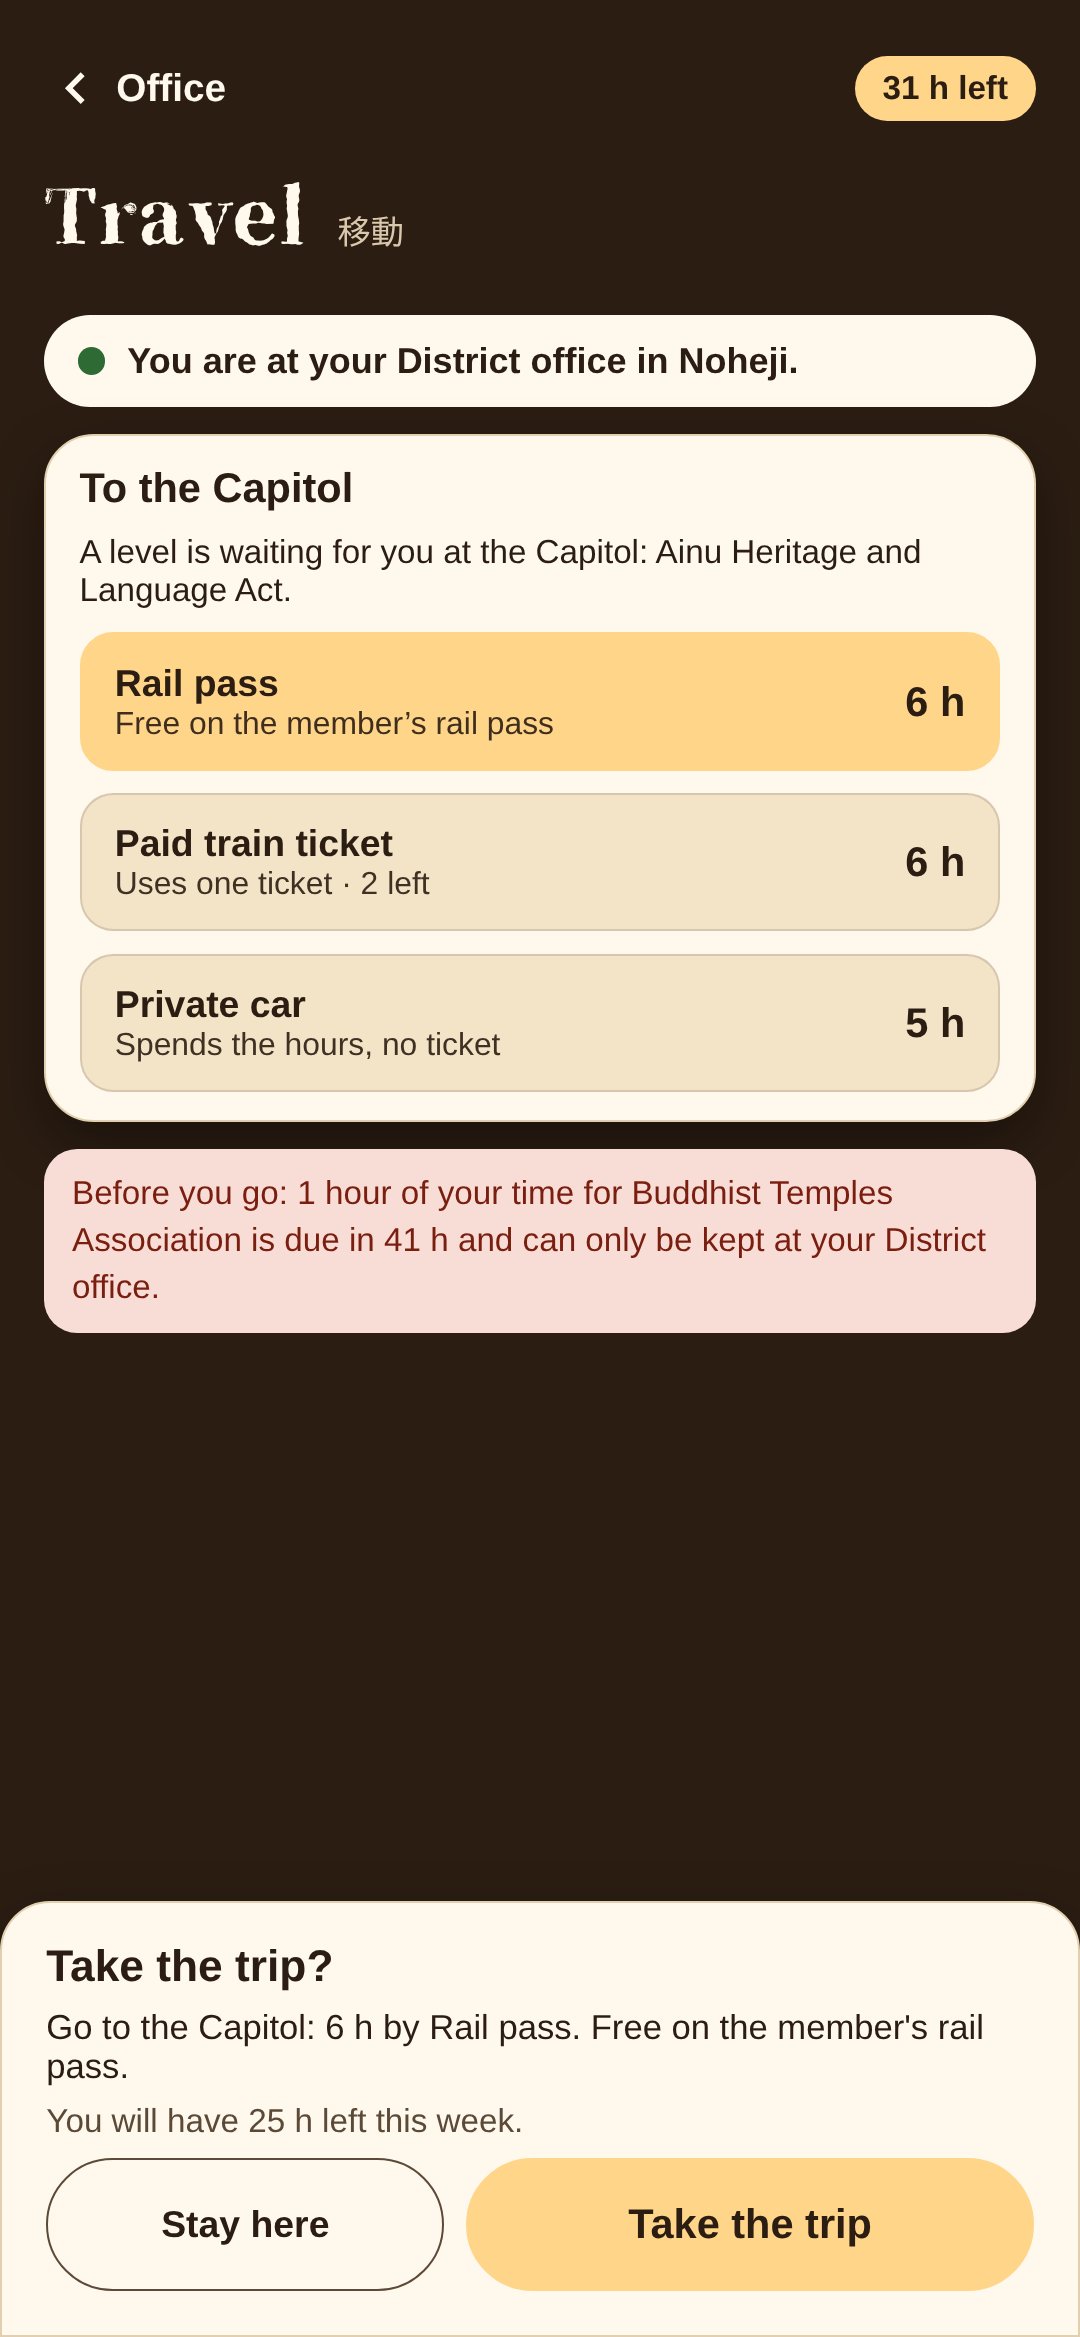 Office
31 h left
Travel 移動
You are at your District office in Noheji.
To the Capitol
A level is waiting for you at the Capitol: Ainu Heritage and
Language Act.
Rail pass
Free on the member’s rail pass
6 h
Paid train ticket
Uses one ticket · 2 left
6 h
Private car
Spends the hours, no ticket
5 h
Before you go: 1 hour of your time for Buddhist Temples
Association is due in 41 h and can only be kept at your District
office.
Take the trip?
Go to the Capitol: 6 h by Rail pass. Free on the member's rail
pass.
You will have 25 h left this week.
Stay here
Take the trip